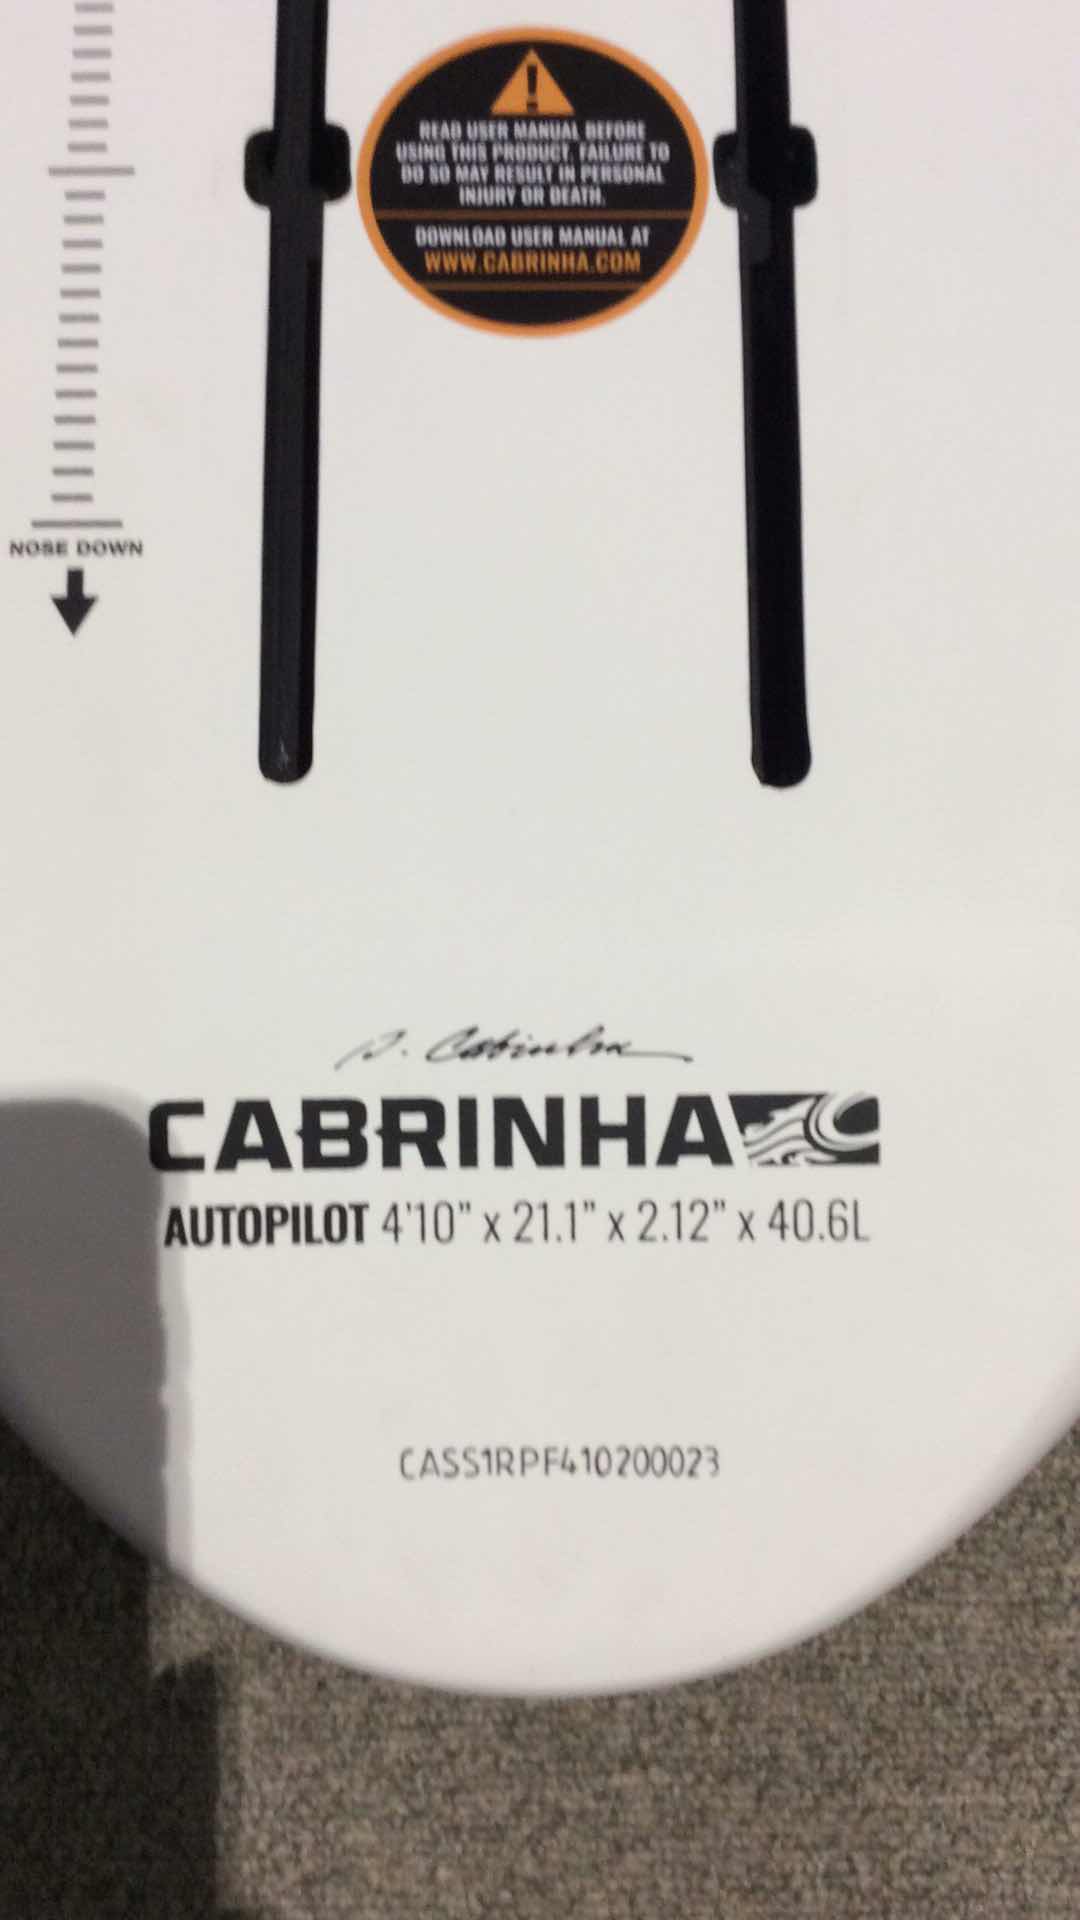 READ USER MANUAL BEFORE
USING THIS PRODUCT. FAILURE TO
DO SO MAY RESULT IN PERSONAL
INJURY OR DEATH.
DOWNLOAD USER MANUAL AT
WWW.CABRINHA.COM
NOSE DOWN
P. Cabrinha
CABRINHA
AUTOPILOT 4'10" x 21.1" x 2.12" x 40.6L
CASS1RPF410200023